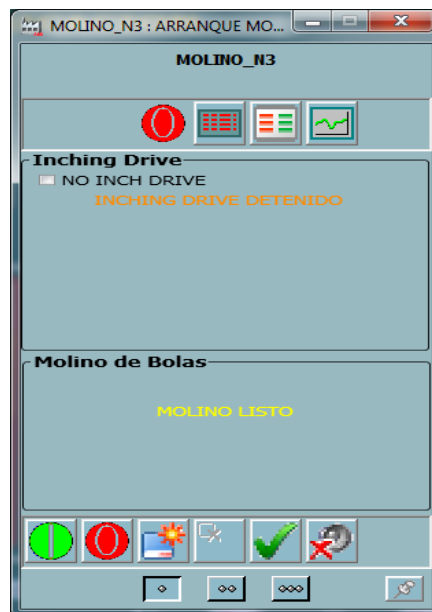 MOLINO_N3 : ARRANQUE MO...
MOLINO_N3
Inching Drive
NO INCH DRIVE
INCHING DRIVE DETENIDO
Molino de Bolas
MOLINO LISTO